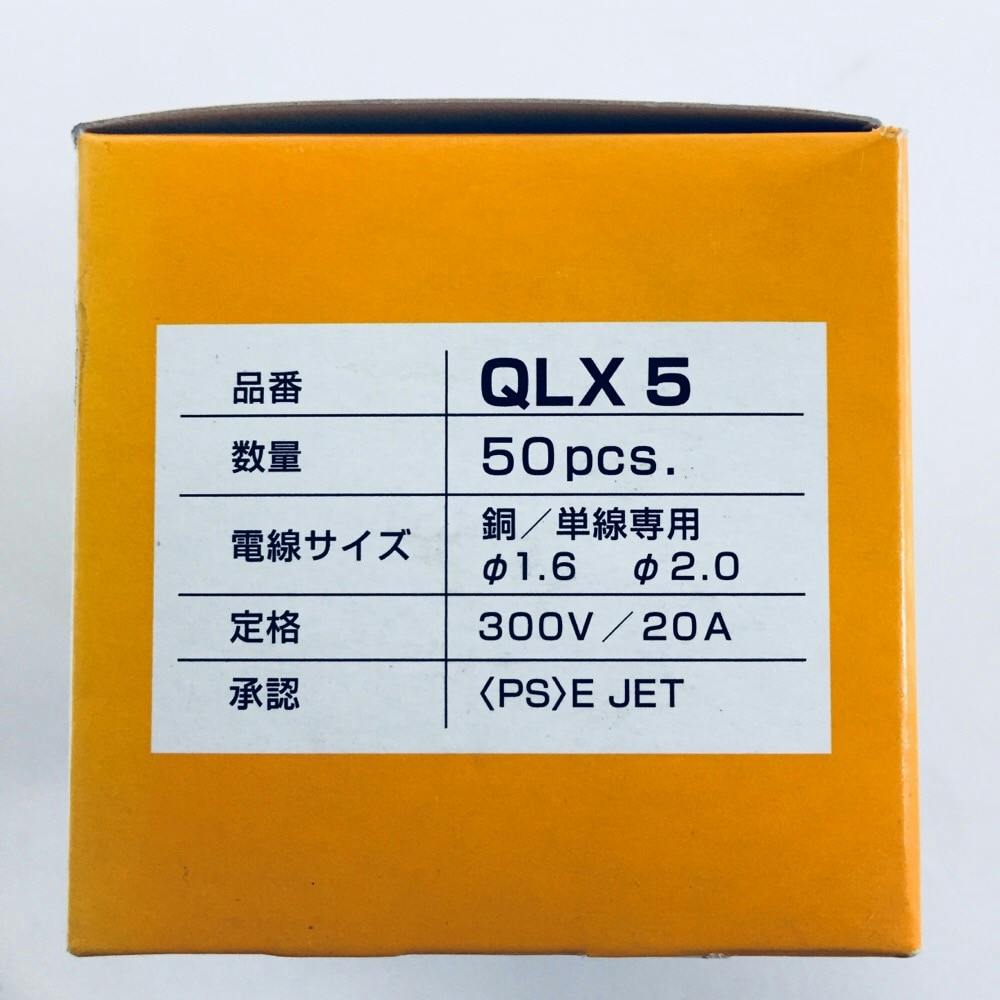 品番 QLX 5
数量 50pcs.
電線サイズ 銅／単線専用
φ1.6 φ2.0
定格 300V／20A
承認 〈PS〉E JET